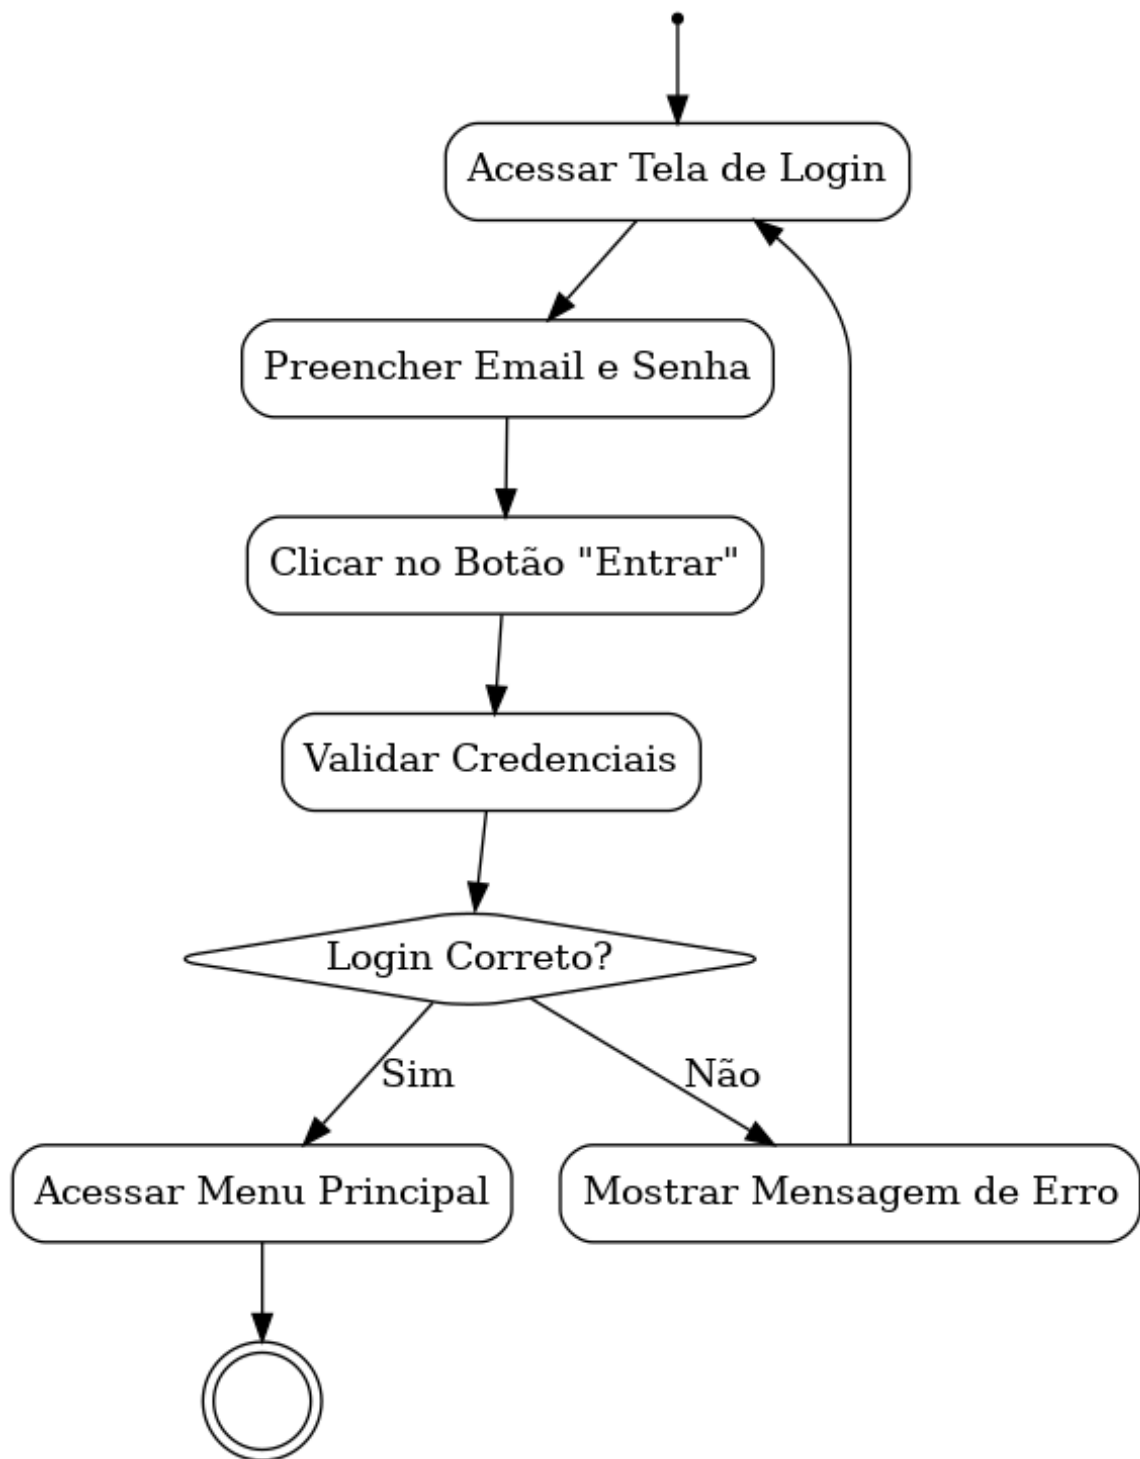 Acessar Tela de Login
Preencher Email e Senha
Clicar no Botão "Entrar"
Validar Credenciais
Login Correto?
Sim
Não
Acessar Menu Principal
Mostrar Mensagem de Erro